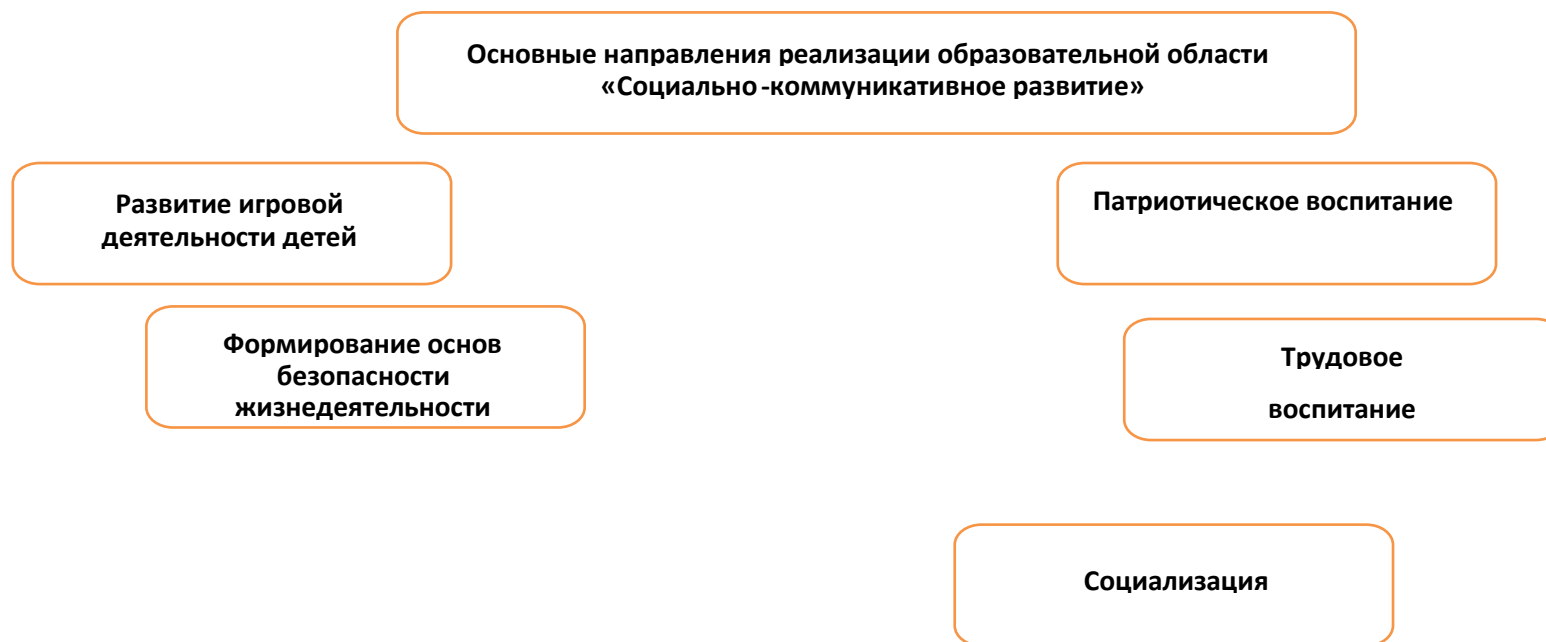 Основные направления реализации образовательной области
«Социально-коммуникативное развитие»
Развитие игровой
деятельности детей
Патриотическое воспитание
Формирование основ
безопасности
жизнедеятельности
Трудовое
воспитание
Социализация